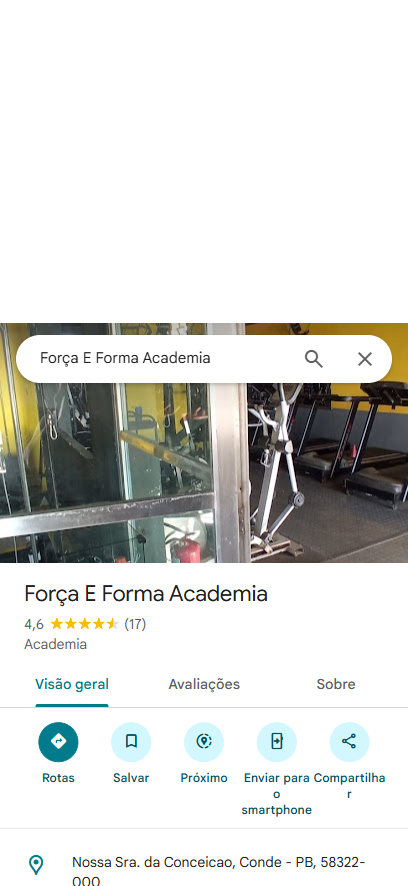 Força E Forma Academia
Força E Forma Academia
4,6 (17)
Academia
Visão geral Avaliações Sobre
Rotas Salvar Próximo Enviar para o smartphone Compartilhar
Nossa Sra. da Conceicao, Conde - PB, 58322-
000